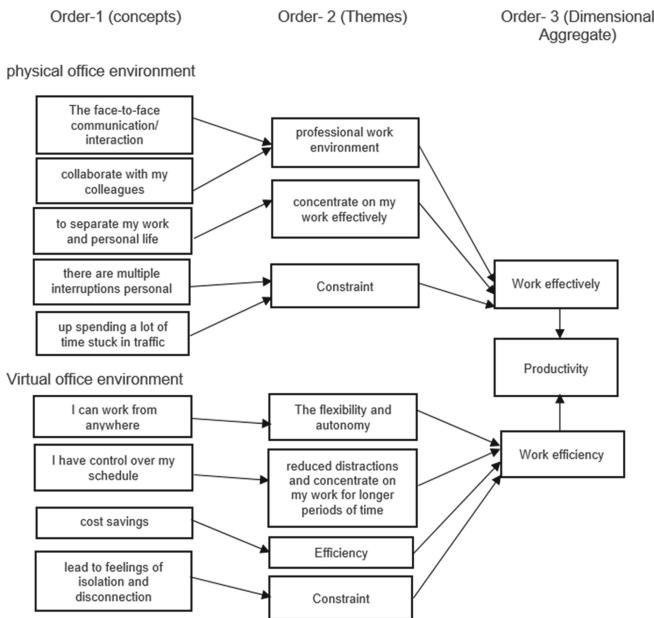 Order-1 (concepts)
Order- 2 (Themes)
Order- 3 (Dimensional
Aggregate)
physical office environment
The face-to-face
communication/
interaction
collaborate with my
colleagues
to separate my work
and personal life
there are multiple
interruptions personal
up spending a lot of
time stuck in traffic
professional work
environment
concentrate on my
work effectively
Constraint
Work effectively
Productivity
Virtual office environment
I can work from
anywhere
I have control over my
schedule
cost savings
lead to feelings of
isolation and
disconnection
The flexibility and
autonomy
reduced distractions
and concentrate on
my work for longer
periods of time
Efficiency
Constraint
Work efficiency